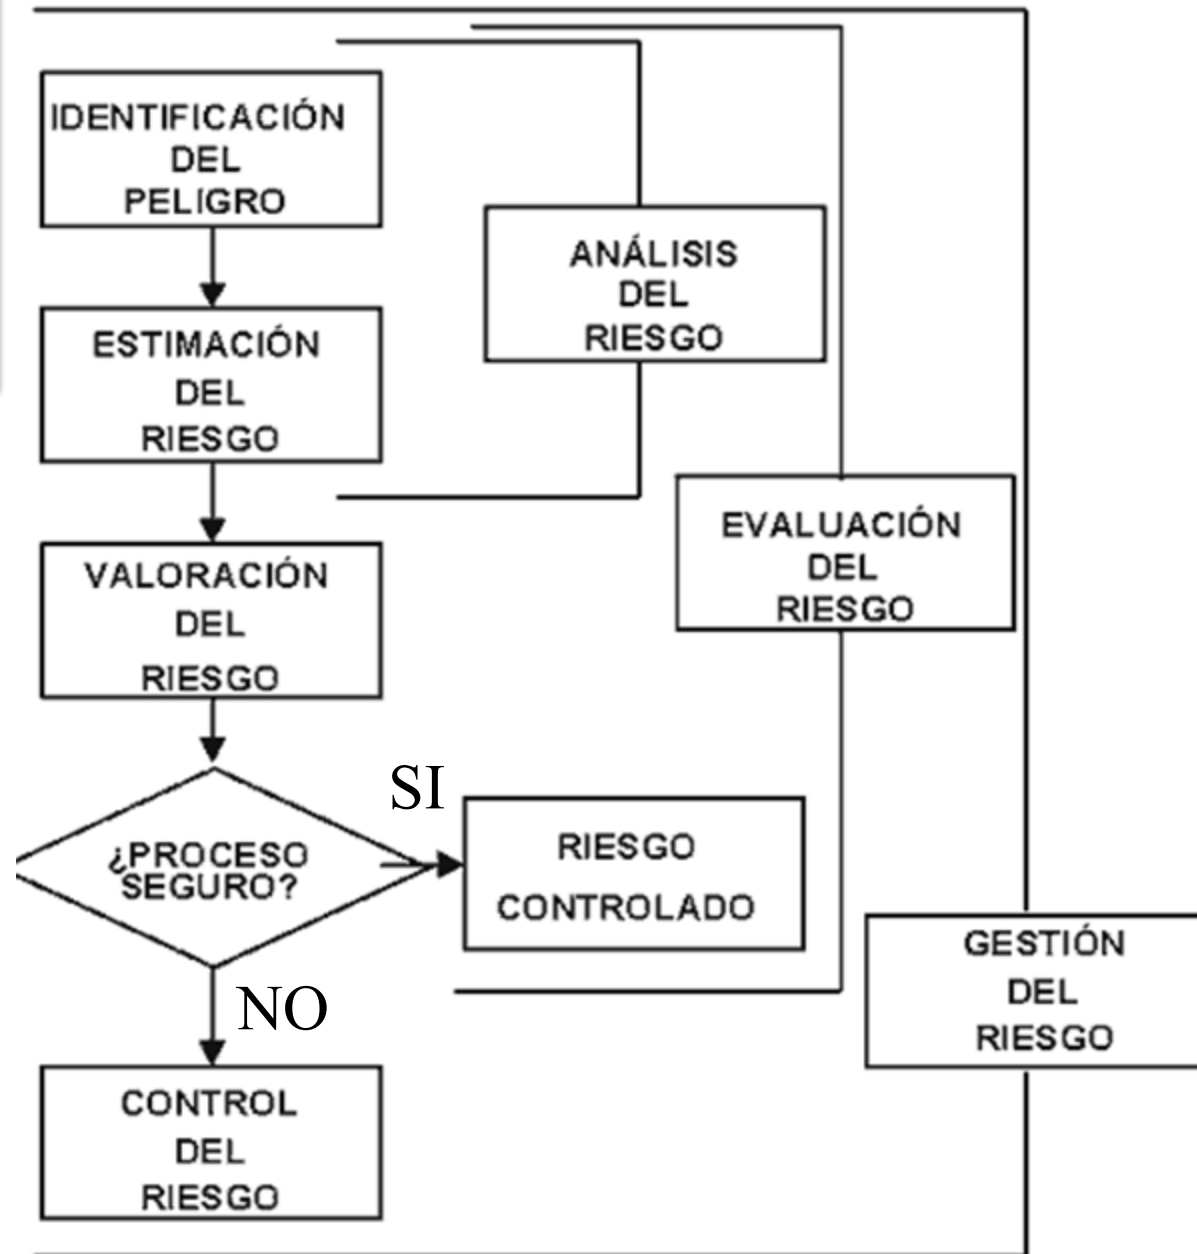 IDENTIFICACIÓN
DEL
PELIGRO
ANÁLISIS
DEL
RIESGO
ESTIMACIÓN
DEL
RIESGO
EVALUACIÓN
DEL
RIESGO
VALORACIÓN
DEL
RIESGO
SI
¿PROCESO
SEGURO?
RIESGO
CONTROLADO
GESTIÓN
DEL
RIESGO
NO
CONTROL
DEL
RIESGO